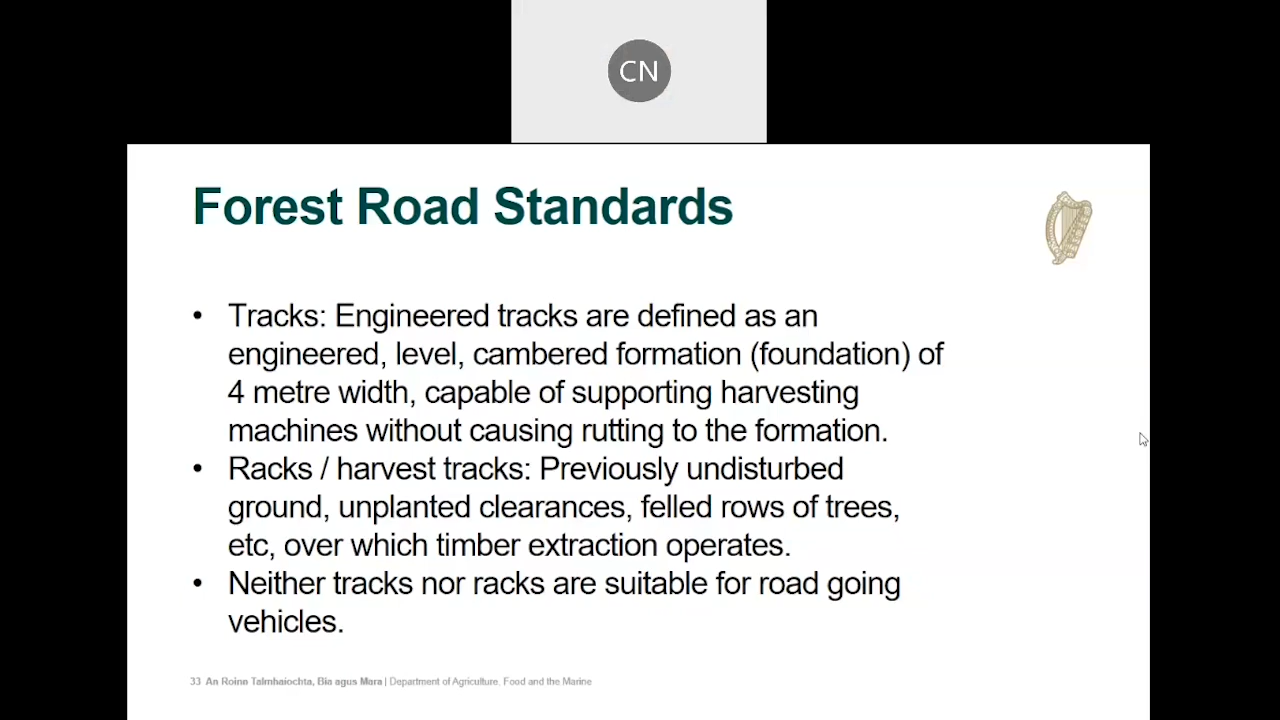 CN
Forest Road Standards
• Tracks: Engineered tracks are defined as an
engineered, level, cambered formation (foundation) of
4 metre width, capable of supporting harvesting
machines without causing rutting to the formation.
• Racks / harvest tracks: Previously undisturbed
ground, unplanted clearances, felled rows of trees,
etc, over which timber extraction operates.
• Neither tracks nor racks are suitable for road going
vehicles.
33 An Roinn Talmhaíochta, Bia agus Mara | Department of Agriculture, Food and the Marine